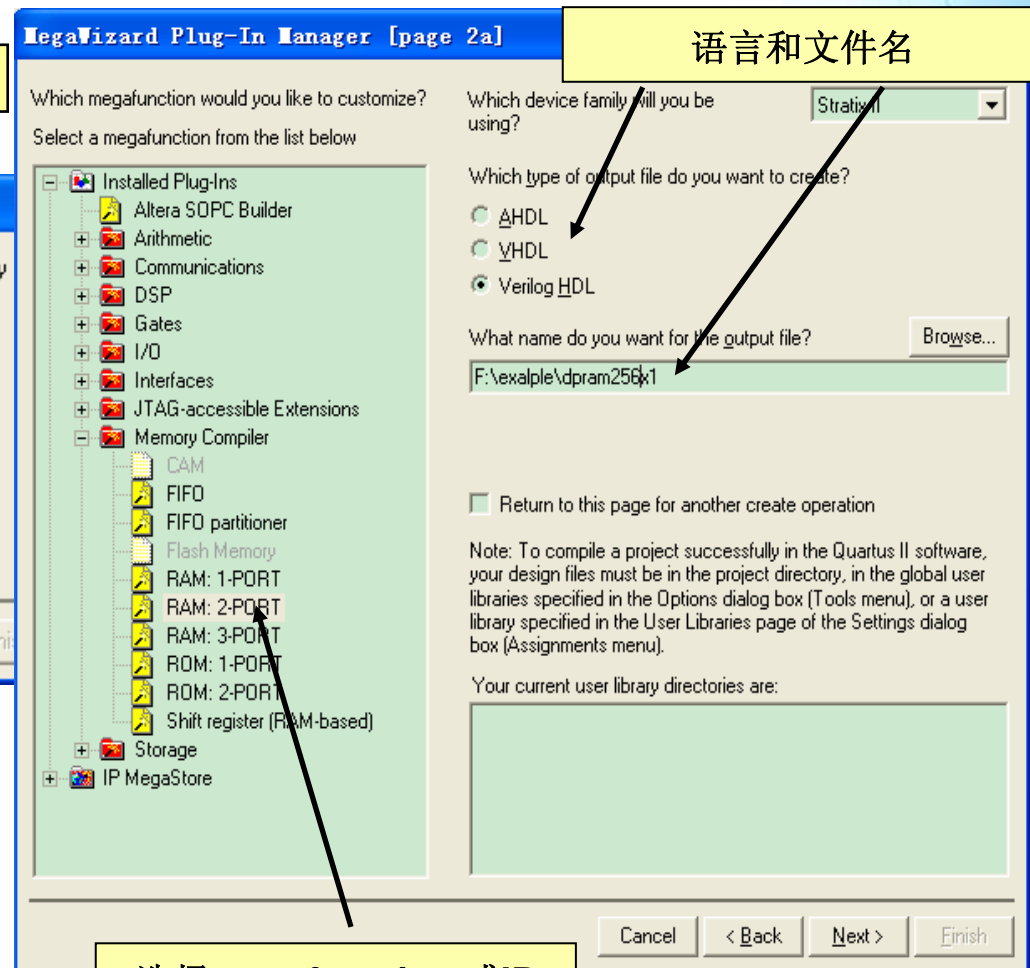 MegaWizard Plug-In Manager [page 2a]
语言和文件名
Which megafunction would you like to customize?
Select a megafunction from the list below
Installed Plug-Ins
Altera SOPC Builder
Arithmetic
Communications
DSP
Gates
I/O
Interfaces
JTAG-accessible Extensions
Memory Compiler
CAM
FIFO
FIFO partitioner
Flash Memory
RAM: 1-PORT
RAM: 2-PORT
RAM: 3-PORT
ROM: 1-PORT
ROM: 2-PORT
Shift register (RAM-based)
Storage
IP MegaStore
Which device family will you be
using?
Stratix II
Which type of output file do you want to create?
AHDL
VHDL
Verilog HDL
What name do you want for the output file?
Browse...
F:\exalple\dpram256x1
Return to this page for another create operation
Note: To compile a project successfully in the Quartus II software,
your design files must be in the project directory, in the global user
libraries specified in the Options dialog box (Tools menu), or a user
library specified in the User Libraries page of the Settings dialog
box (Assignments menu).
Your current user library directories are:
Cancel
< Back
Next >
Finish